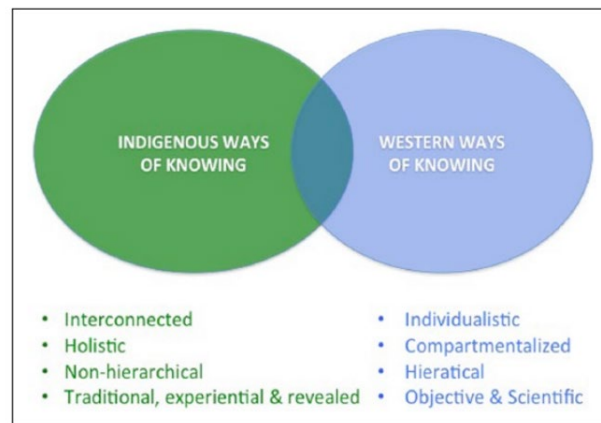 INDIGENOUS WAYS
OF KNOWING
WESTERN WAYS
OF KNOWING
• Interconnected
• Holistic
• Non-hierarchical
• Traditional, experiential & revealed
• Individualistic
• Compartmentalized
• Hieratical
• Objective & Scientific